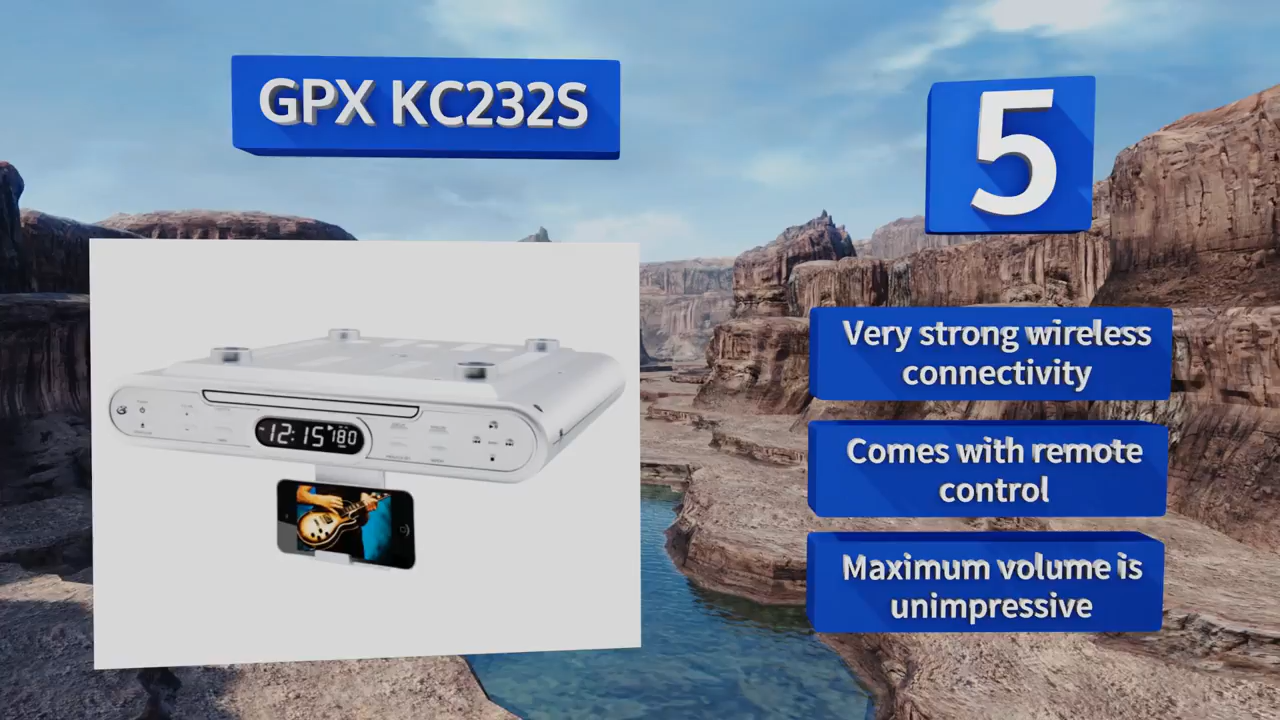 GPX KC232S
5
Very strong wireless
connectivity
Comes with remote
control
Maximum volume is
unimpressive
12:15 180